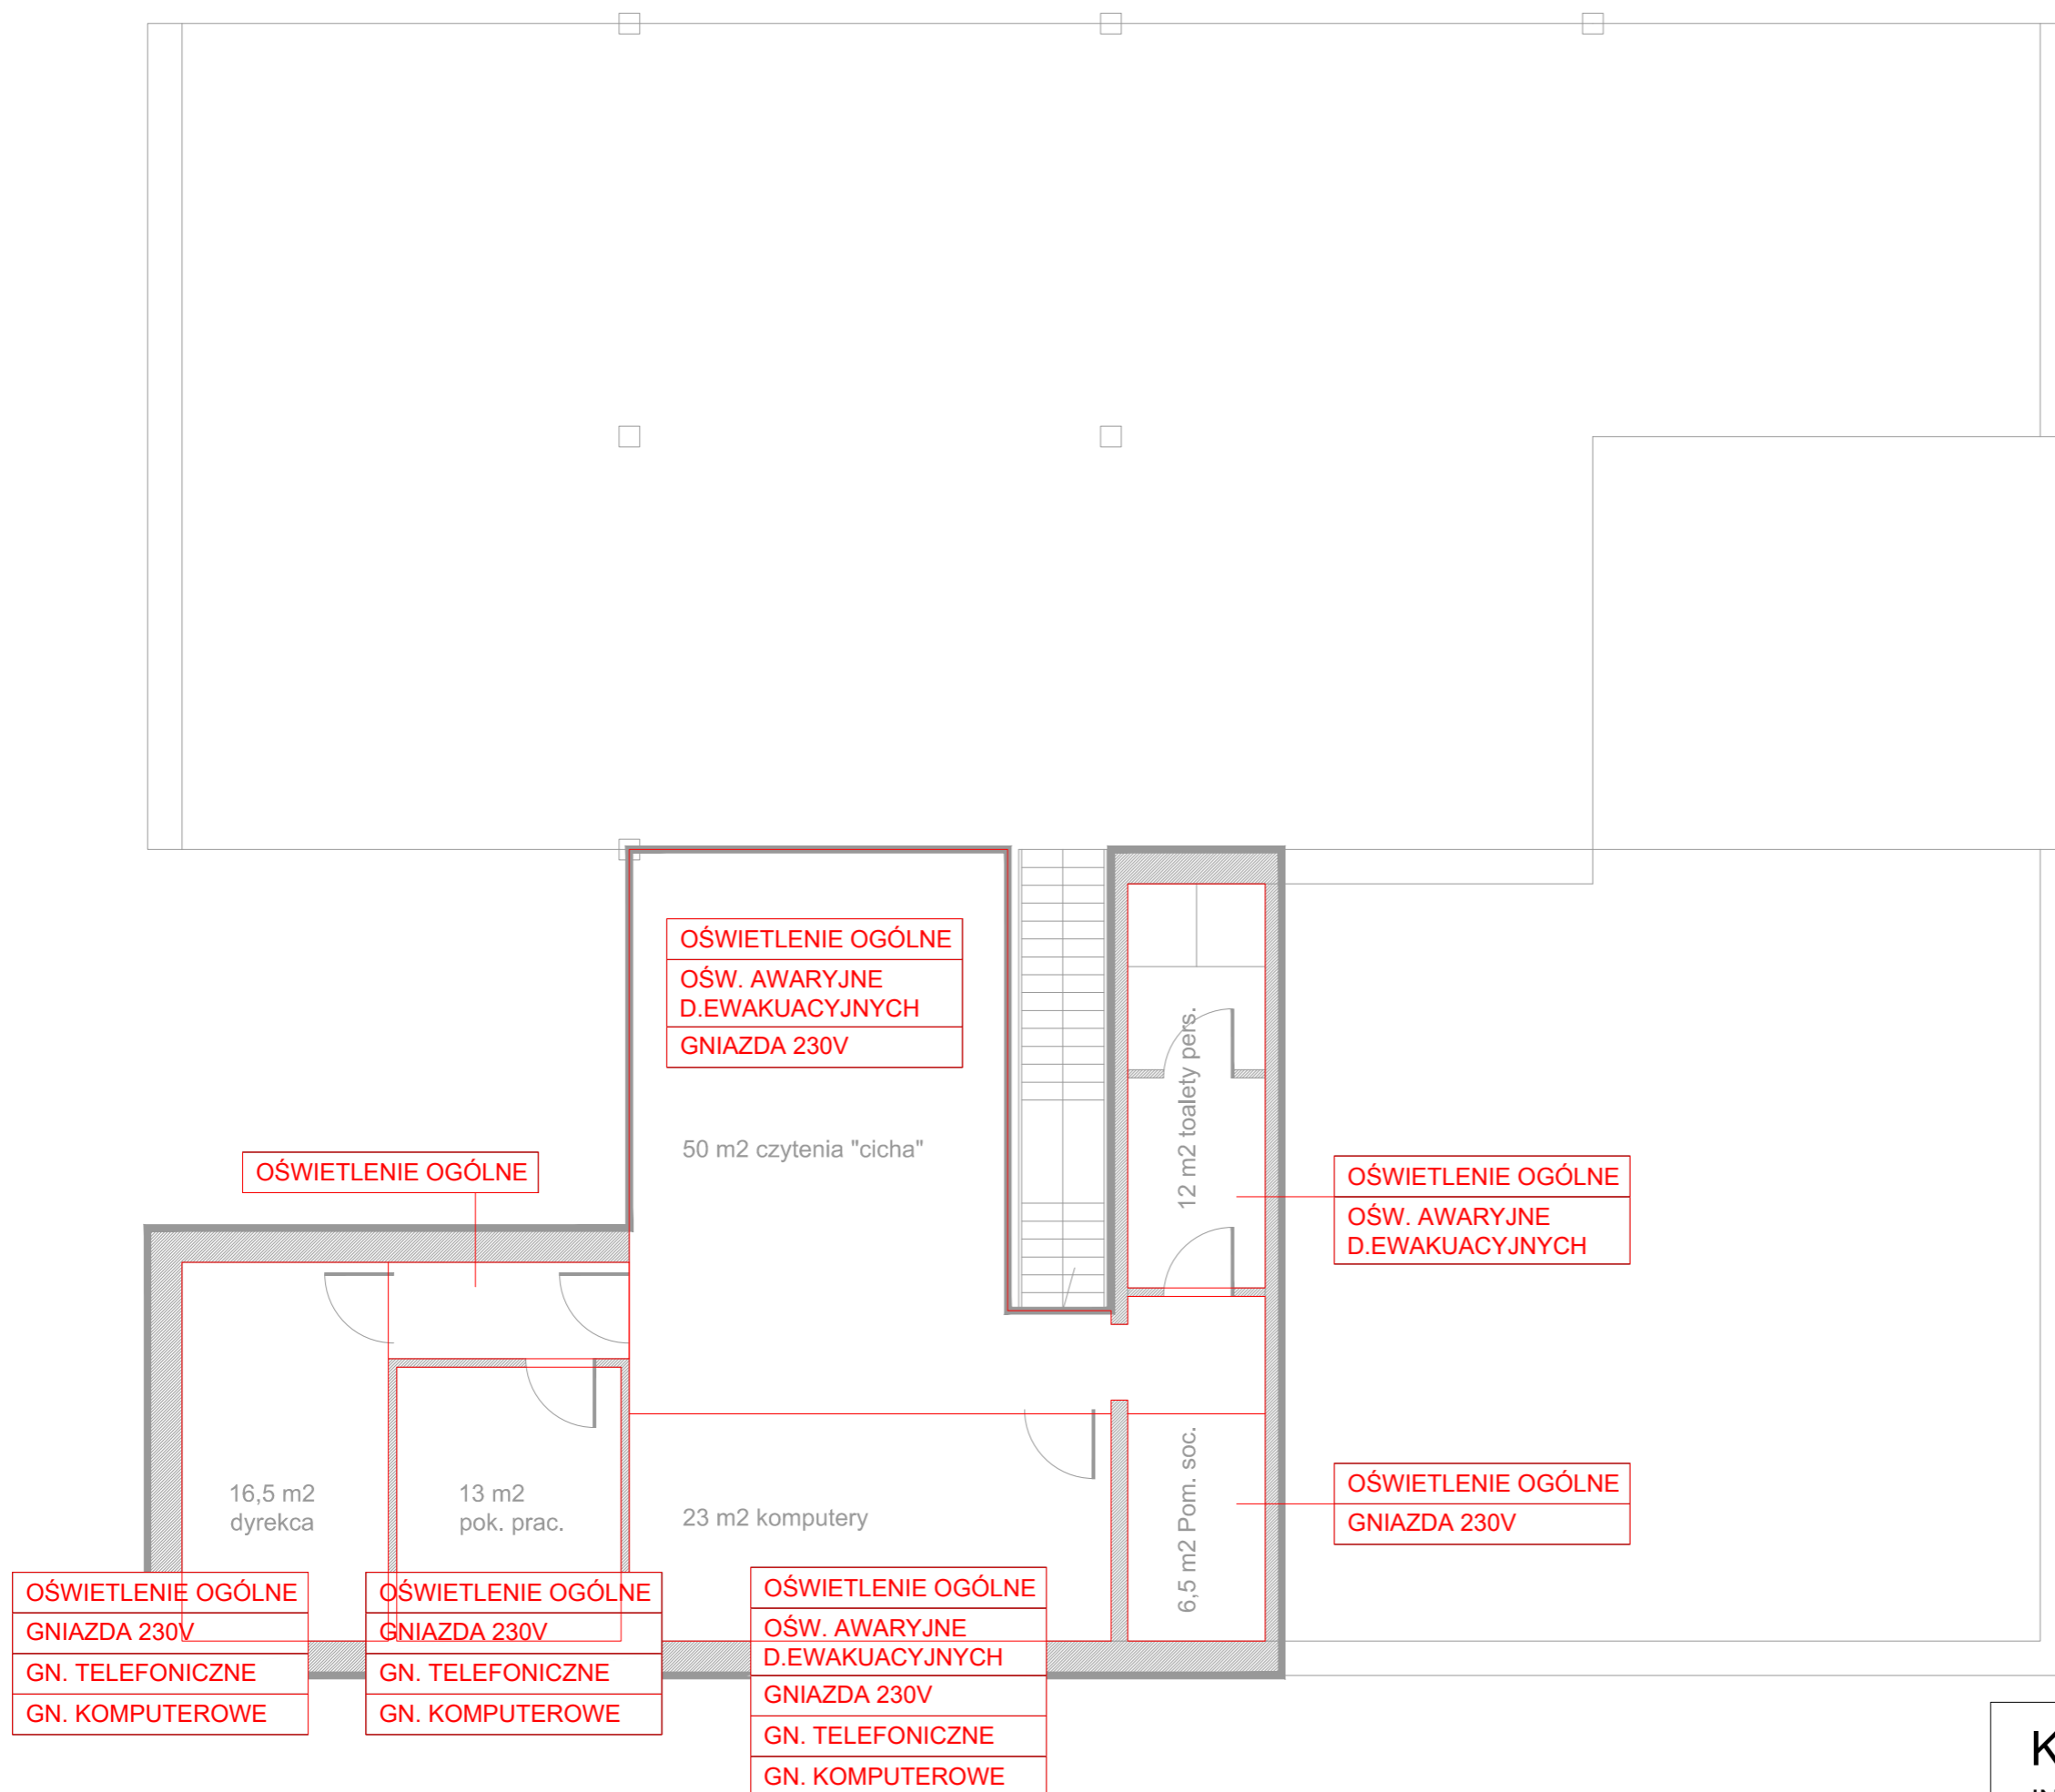 OŚWIETLENIE OGÓLNE
OŚW. AWARYJNE
D.EWAKUACYJNYCH
GNIAZDA 230V
50 m2 czytenia "cicha"
12 m2 toalety pers.
OŚWIETLENIE OGÓLNE
OŚWIETLENIE OGÓLNE
OŚW. AWARYJNE
D.EWAKUACYJNYCH
16,5 m2
dyrekca
13 m2
pok. prac.
23 m2 komputery
6,5 m2 Pom. soc.
OŚWIETLENIE OGÓLNE
GNIAZDA 230V
OŚWIETLENIE OGÓLNE
GNIAZDA 230V
GN. TELEFONICZNE
GN. KOMPUTEROWE
OŚWIETLENIE OGÓLNE
GNIAZDA 230V
GN. TELEFONICZNE
GN. KOMPUTEROWE
OŚWIETLENIE OGÓLNE
OŚW. AWARYJNE
D.EWAKUACYJNYCH
GNIAZDA 230V
GN. TELEFONICZNE
GN. KOMPUTEROWE
K